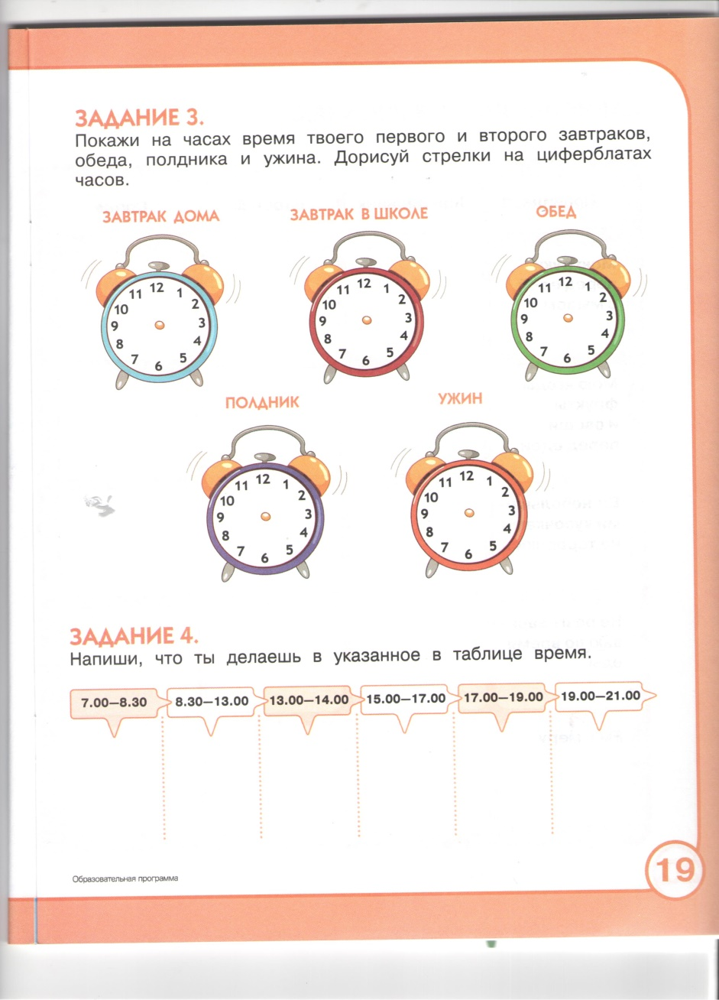 ЗАДАНИЕ 3.
Покажи на часах время твоего первого и второго завтраков,
обеда, полдника и ужина. Дорисуй стрелки на циферблатах
часов.
ЗАВТРАК ДОМА
ЗАВТРАК В ШКОЛЕ
ОБЕД
12 1 2 3 4 5 6 7 8 9 10 11
12 1 2 3 4 5 6 7 8 9 10 11
12 1 2 3 4 5 6 7 8 9 10 11
ПОЛДНИК
УЖИН
12 1 2 3 4 5 6 7 8 9 10 11
12 1 2 3 4 5 6 7 8 9 10 11
ЗАДАНИЕ 4.
Напиши, что ты делаешь в указанное в таблице время.
7.00—8.30
8.30—13.00
13.00—14.00
15.00—17.00
17.00—19.00
19.00—21.00
Образовательная программа
19